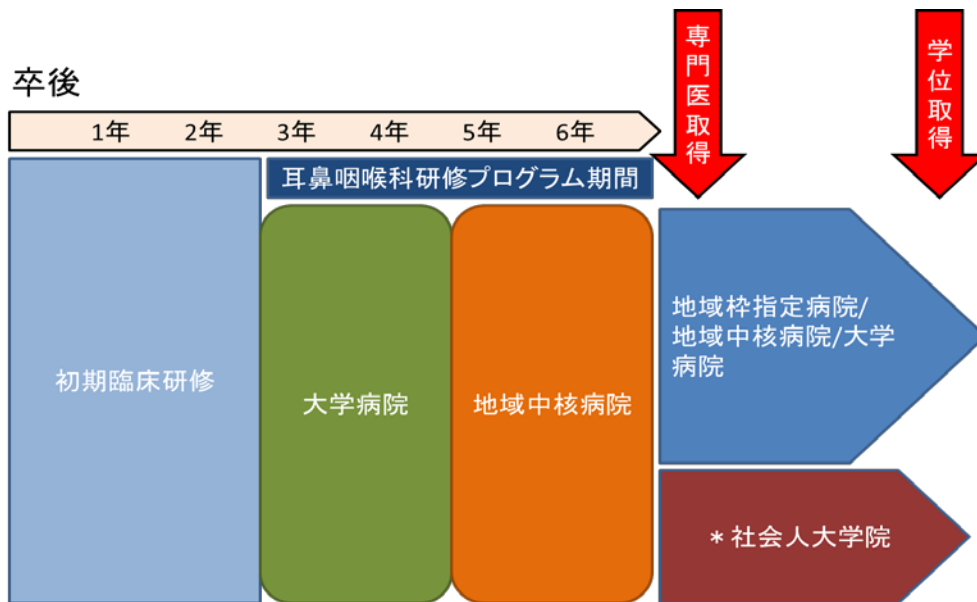 卒後
1年 2年 3年 4年 5年 6年
専門医取得
学位取得
耳鼻咽喉科研修プログラム期間
初期臨床研修
大学病院
地域中核病院
地域枠指定病院/
地域中核病院/大学
病院
＊社会人大学院